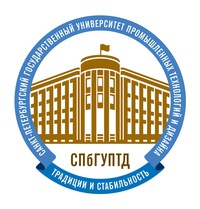 САНКТ-ПЕТЕРБУРГСКИЙ ГОСУДАРСТВЕННЫЙ УНИВЕРСИТЕТ ПРОМЫШЛЕННЫХ ТЕХНОЛОГИЙ И ДИЗАЙНА
СПбГУПТД
ТРАДИЦИИ И СТАБИЛЬНОСТЬ